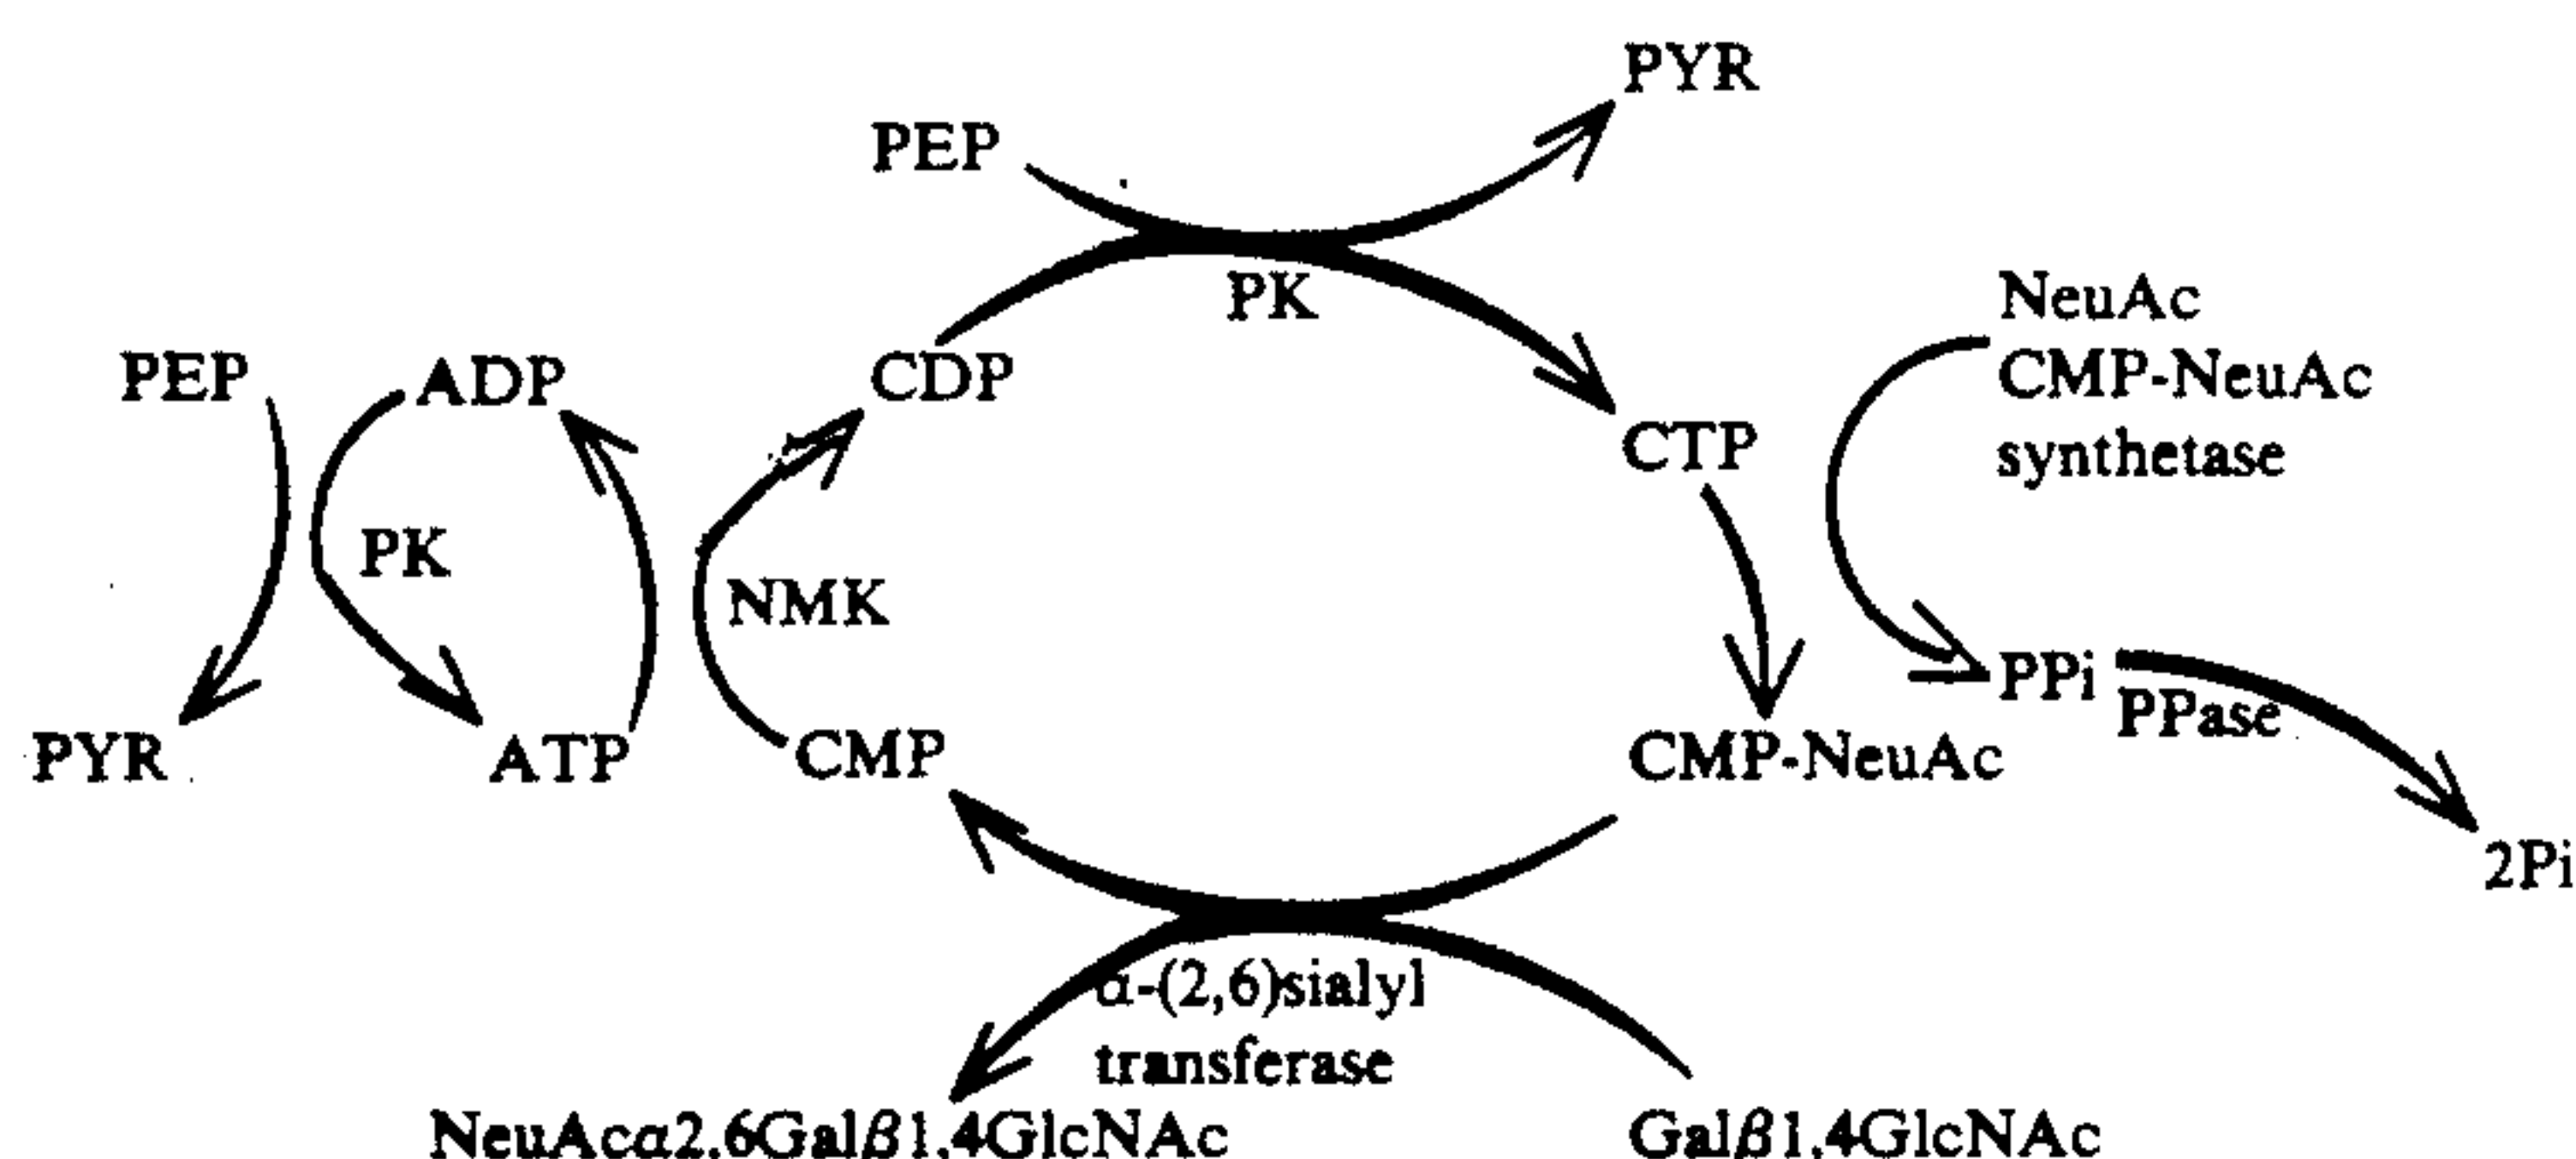 PYR
PEP
PK
NeuAc
CMP-NeuAc
synthetase
PEP
ADP
CDP
CTP
PK
NMK
PPi
PPase
PYR
ATP
CMP
CMP-NeuAc
2Pi
α-(2,6)sialyl
transferase
NeuAcα2,6Galβ1,4GlcNAc
Galβ1,4GlcNAc